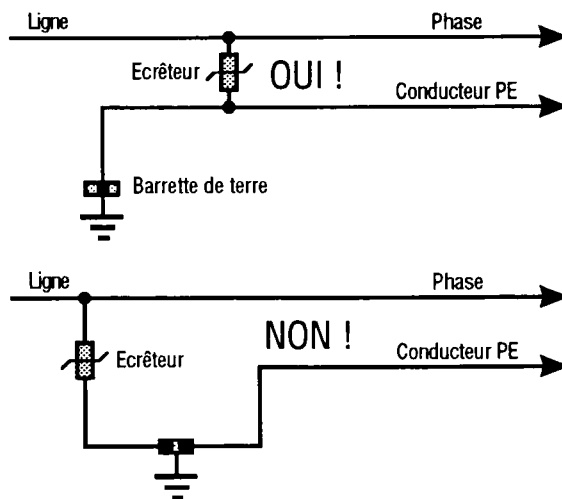 Ligne
Phase
Ecrêteur
OUI !
Conducteur PE
Barrette de terre
Ligne
Phase
NON !
Ecrêteur
Conducteur PE